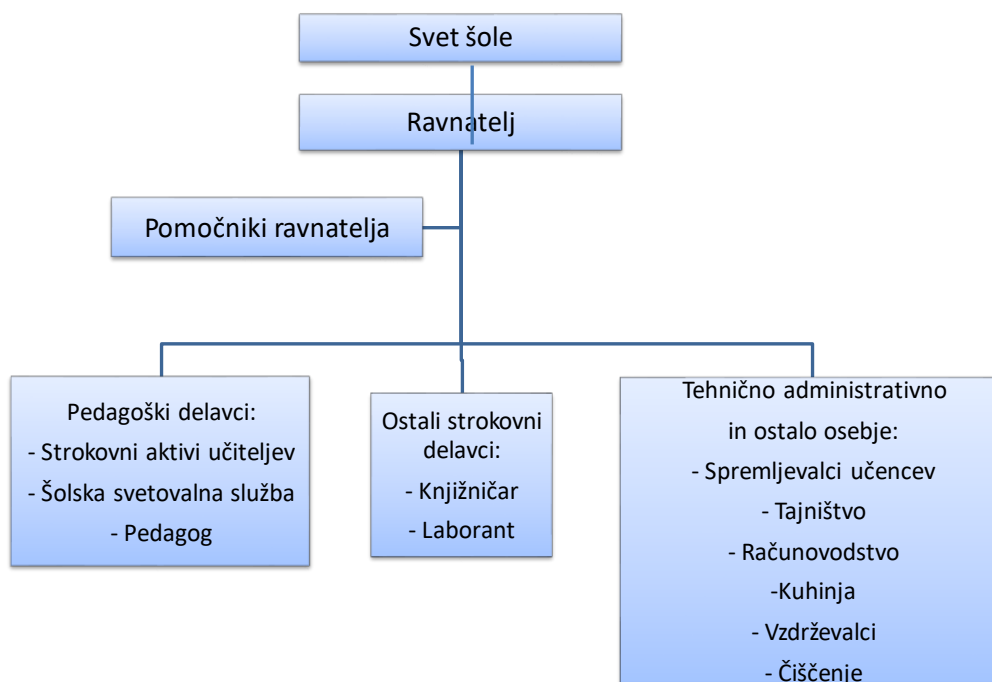 Svet šole
Ravnatelj
Pomočniki ravnatelja
Pedagoški delavci:
- Strokovni aktivi učiteljev
- Šolska svetovalna služba
- Pedagog
Ostali strokovni
delavci:
- Knjižničar
- Laborant
Tehnično administrativno
in ostalo osebje:
- Spremljevalci učencev
- Tajništvo
- Računovodstvo
-Kuhinja
- Vzdrževalci
- Čiščenje